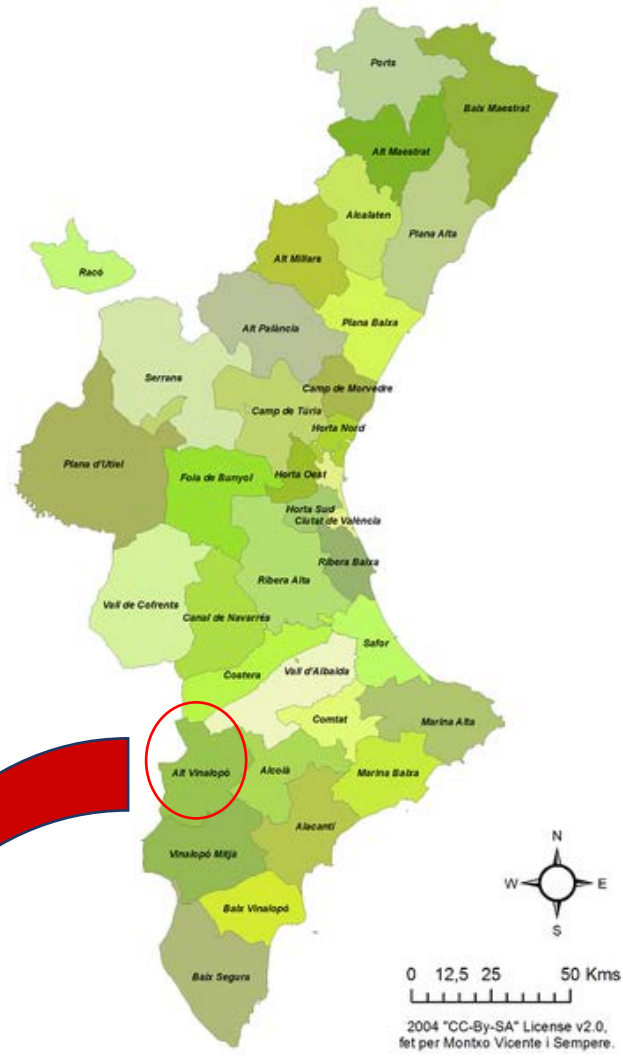 Ports
Baix Maestrat
Alt Maestrat
Alcalaten
Plana Alta
Alt Millars
Racó
Plana Baixa
Alt Palància
Serrans
Camp de Morvedre
Camp de Túria
Horta Nord
Plana d'Utiel
Foia de Bunyol
Horta Oest
Horta Sud
Ciutat de València
Ribera Baixa
Ribera Alta
Vall de Cofrents
Canal de Navarrés
Safor
Costera
Vall d'Albaida
Comtat
Marina Alta
Alt Vinalopó
Alcoià
Marina Baixa
Alacantí
Vinalopó Mitjà
Baix Vinalopó
Baix Segura
N
W
E
S
0 12,5 25 50 Kms
2004 "CC-By-SA" License v2.0,
fet per Montxo Vicente i Sempere.